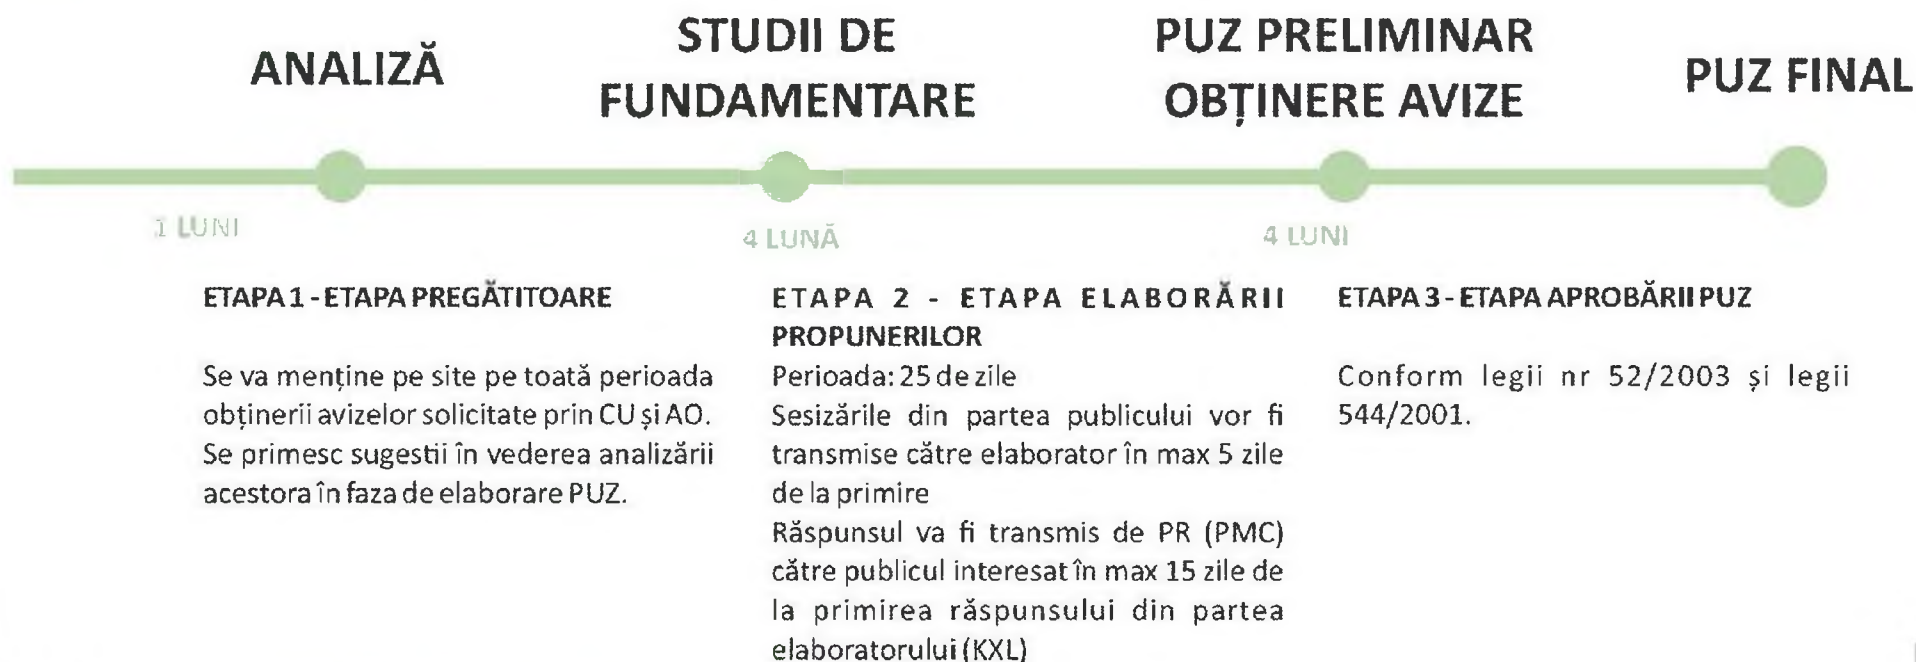 ANALIZĂ
STUDII DE
FUNDAMENTARE
PUZ PRELIMINAR
OBȚINERE AVIZE
PUZ FINAL
1 LUNI
4 LUNĂ
4 LUNI
ETAPA 1 - ETAPA PREGĂTITOARE
Se va menține pe site pe toată perioada
obținerii avizelor solicitate prin CU și AO.
Se primesc sugestii în vederea analizării
acestora în faza de elaborare PUZ.
ETAPA 2 - ETAPA ELABORĂRII
PROPUNERILOR
Perioada: 25 de zile
Sesizările din partea publicului vor fi
transmise către elaborator în max 5 zile
de la primire
Răspunsul va fi transmis de PR (PMC)
către publicul interesat în max 15 zile de
la primirea răspunsului din partea
elaboratorului (KXL)
ETAPA 3 - ETAPA APROBĂRII PUZ
Conform legii nr 52/2003 și legii
544/2001.